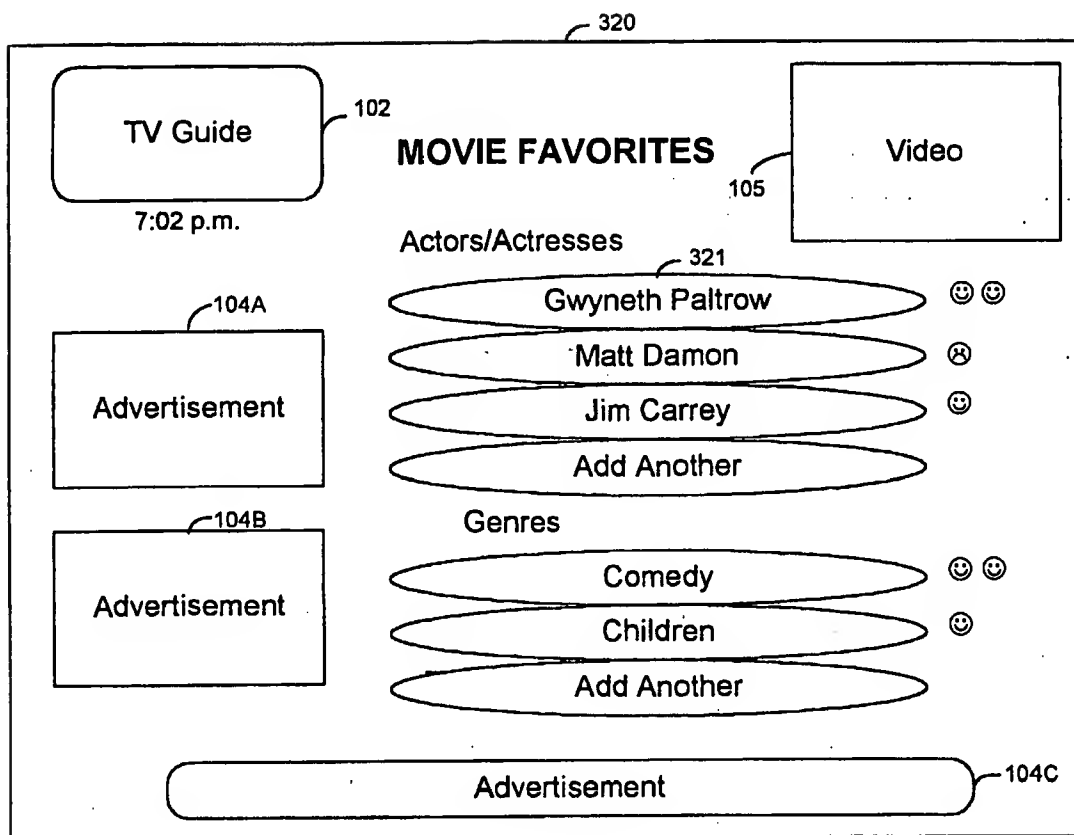 320
TV Guide
102
MOVIE FAVORITES
Video
105
7:02 p.m.
Actors/Actresses
321
Gwyneth Paltrow
104A
Matt Damon
Advertisement
Jim Carrey
Add Another
104B
Genres
Comedy
Advertisement
Children
Add Another
Advertisement
104C